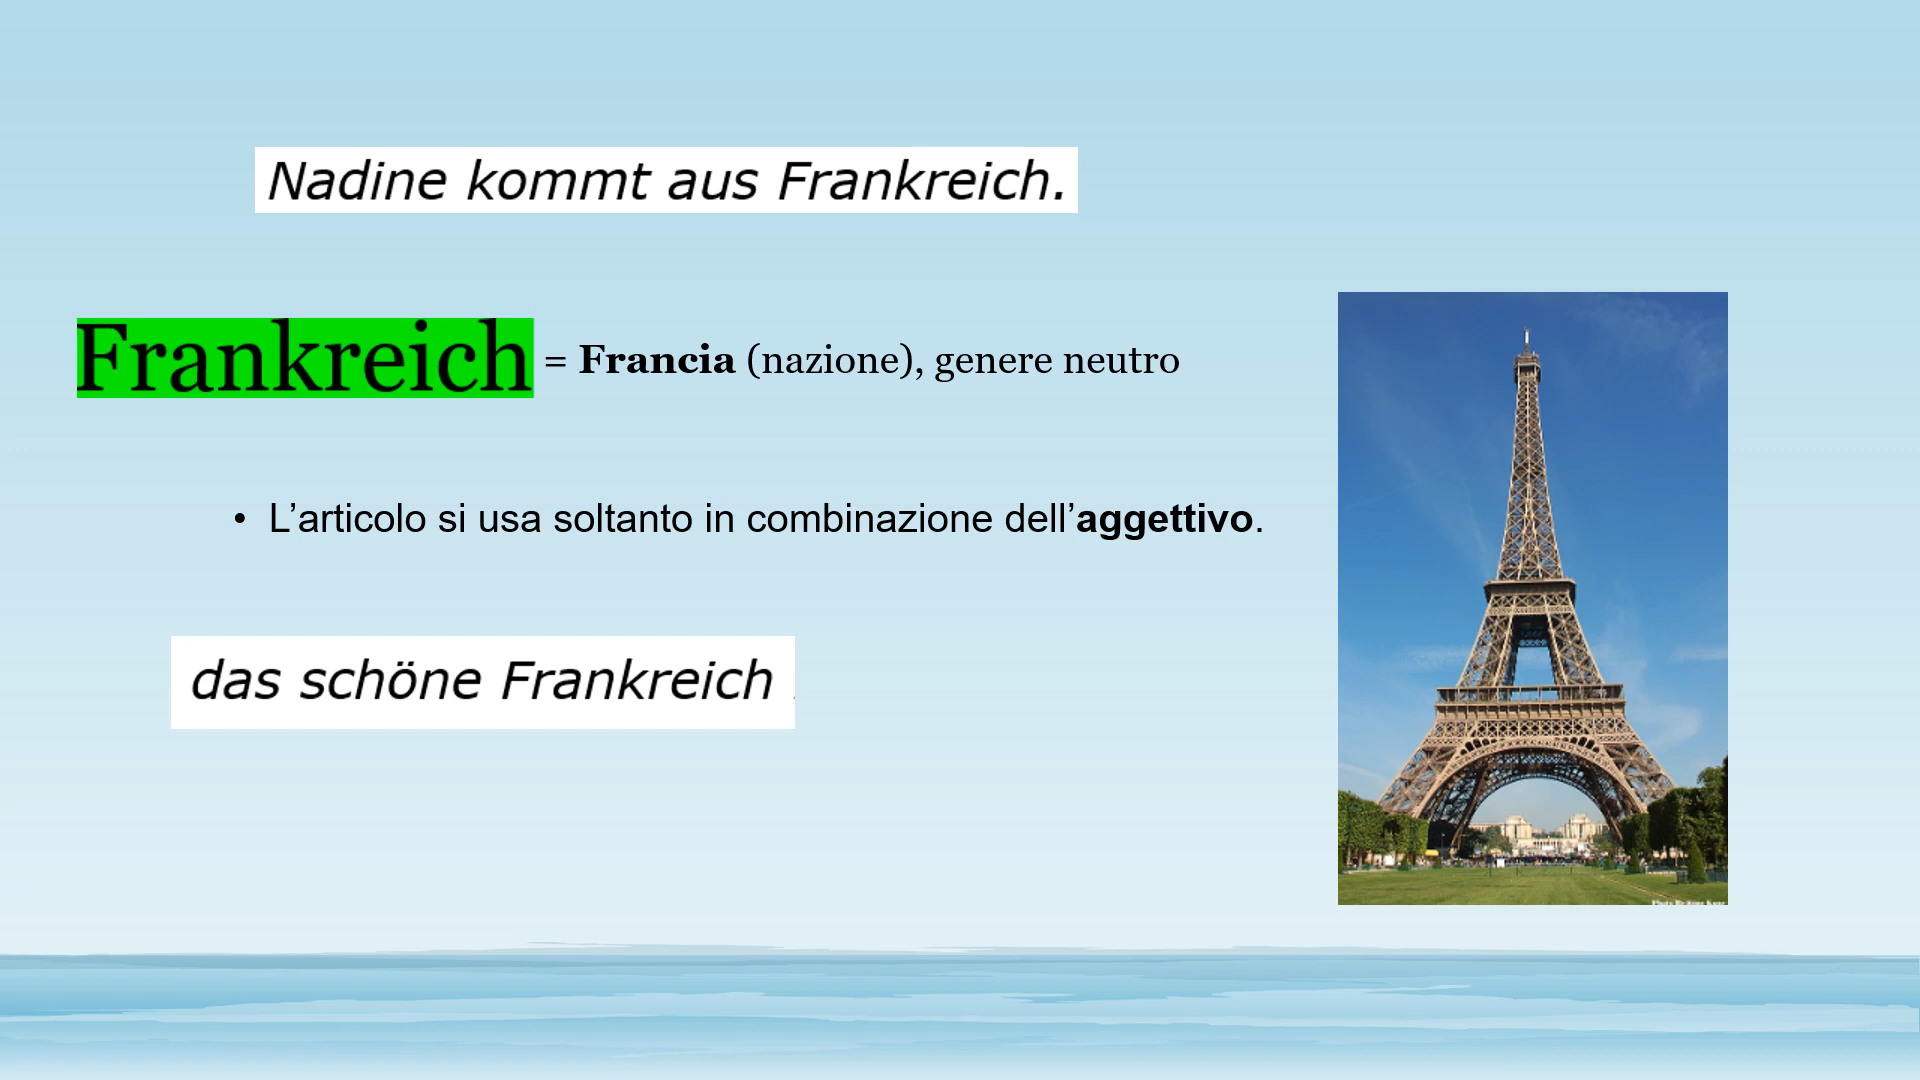 Nadine kommt aus Frankreich.
Frankreich = Francia (nazione), genere neutro
• L’articolo si usa soltanto in combinazione dell’aggettivo.
das schöne Frankreich